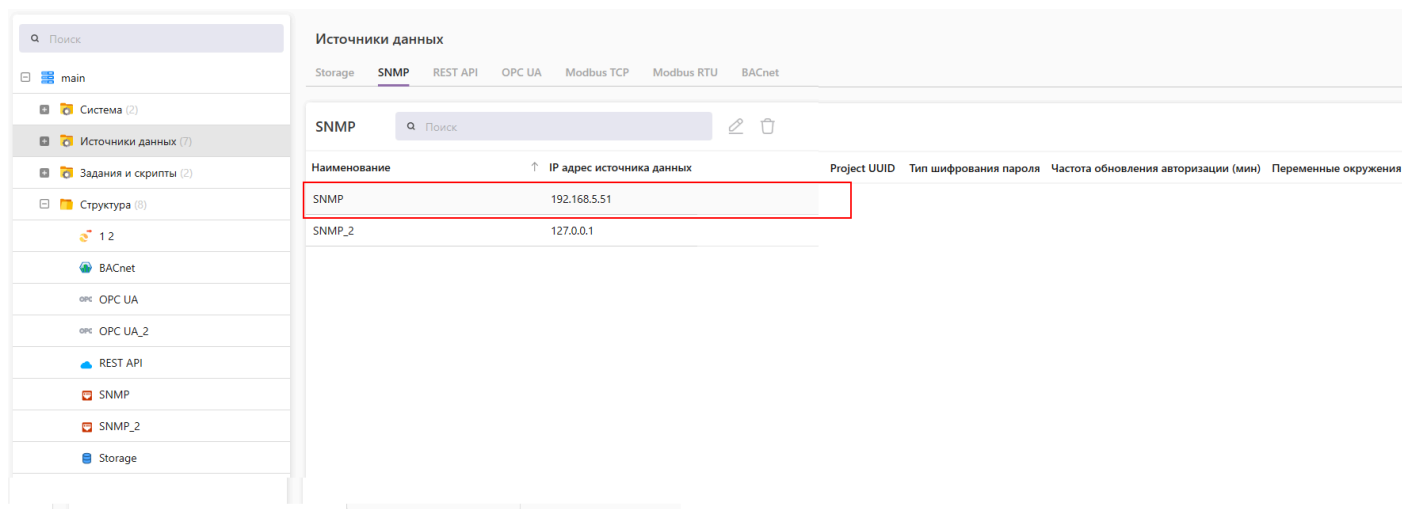 Поиск
main
Система (2)
Источники данных (7)
Задания и скрипты (2)
Структура (8)
1 2
BACnet
OPC OPC UA
OPC OPC UA_2
REST API
SNMP
SNMP_2
Storage
Источники данных
Storage SNMP REST API OPC UA Modbus TCP Modbus RTU BACnet
SNMP Поиск
Наименование IP адрес источника данных Project UUID Тип шифрования пароля Частота обновления авторизации (мин) Переменные окружения
SNMP 192.168.5.51
SNMP_2 127.0.0.1